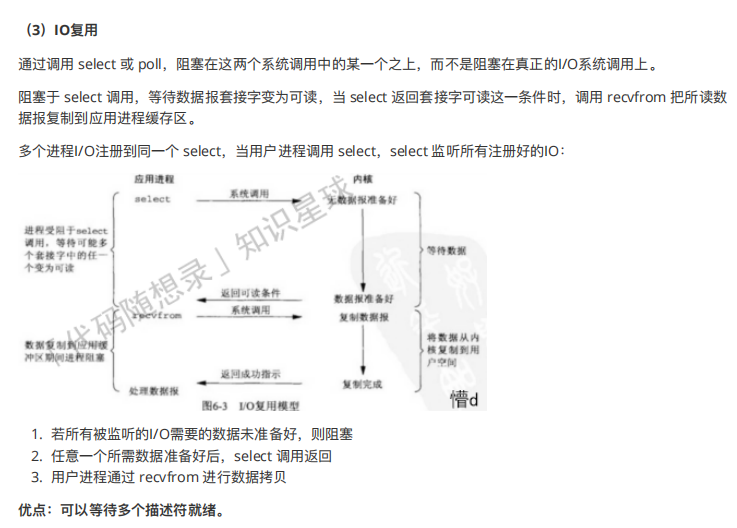 （3）IO复用
通过调用 select 或 poll，阻塞在这两个系统调用中的某一个之上，而不是阻塞在真正的I/O系统调用上。
阻塞于 select 调用，等待数据报套接字变为可读，当 select 返回套接字可读这一条件时，调用 recvfrom 把所读数
据报复制到应用进程缓存区。
多个进程I/O注册到同一个 select，当用户进程调用 select，select 监听所有注册好的IO：
应用进程
内核
select
系统调用
无数据报准备好
进程受阻于select
调用，等待可能多
个套接字中的任一
个变为可读
等待数据
返回可读条件
数据报准备好
recvfrom
系统调用
复制数据报
数据复制到应用缓
冲区期间进程阻塞
将数据从内
核复制到用
户空间
返回成功指示
处理数据报
复制完成
图6-3 I/O复用模型
懵d
「代码随想录」知识星球
1. 若所有被监听的I/O需要的数据未准备好，则阻塞
2. 任意一个所需数据准备好后，select 调用返回
3. 用户进程通过 recvfrom 进行数据拷贝
优点：可以等待多个描述符就绪。